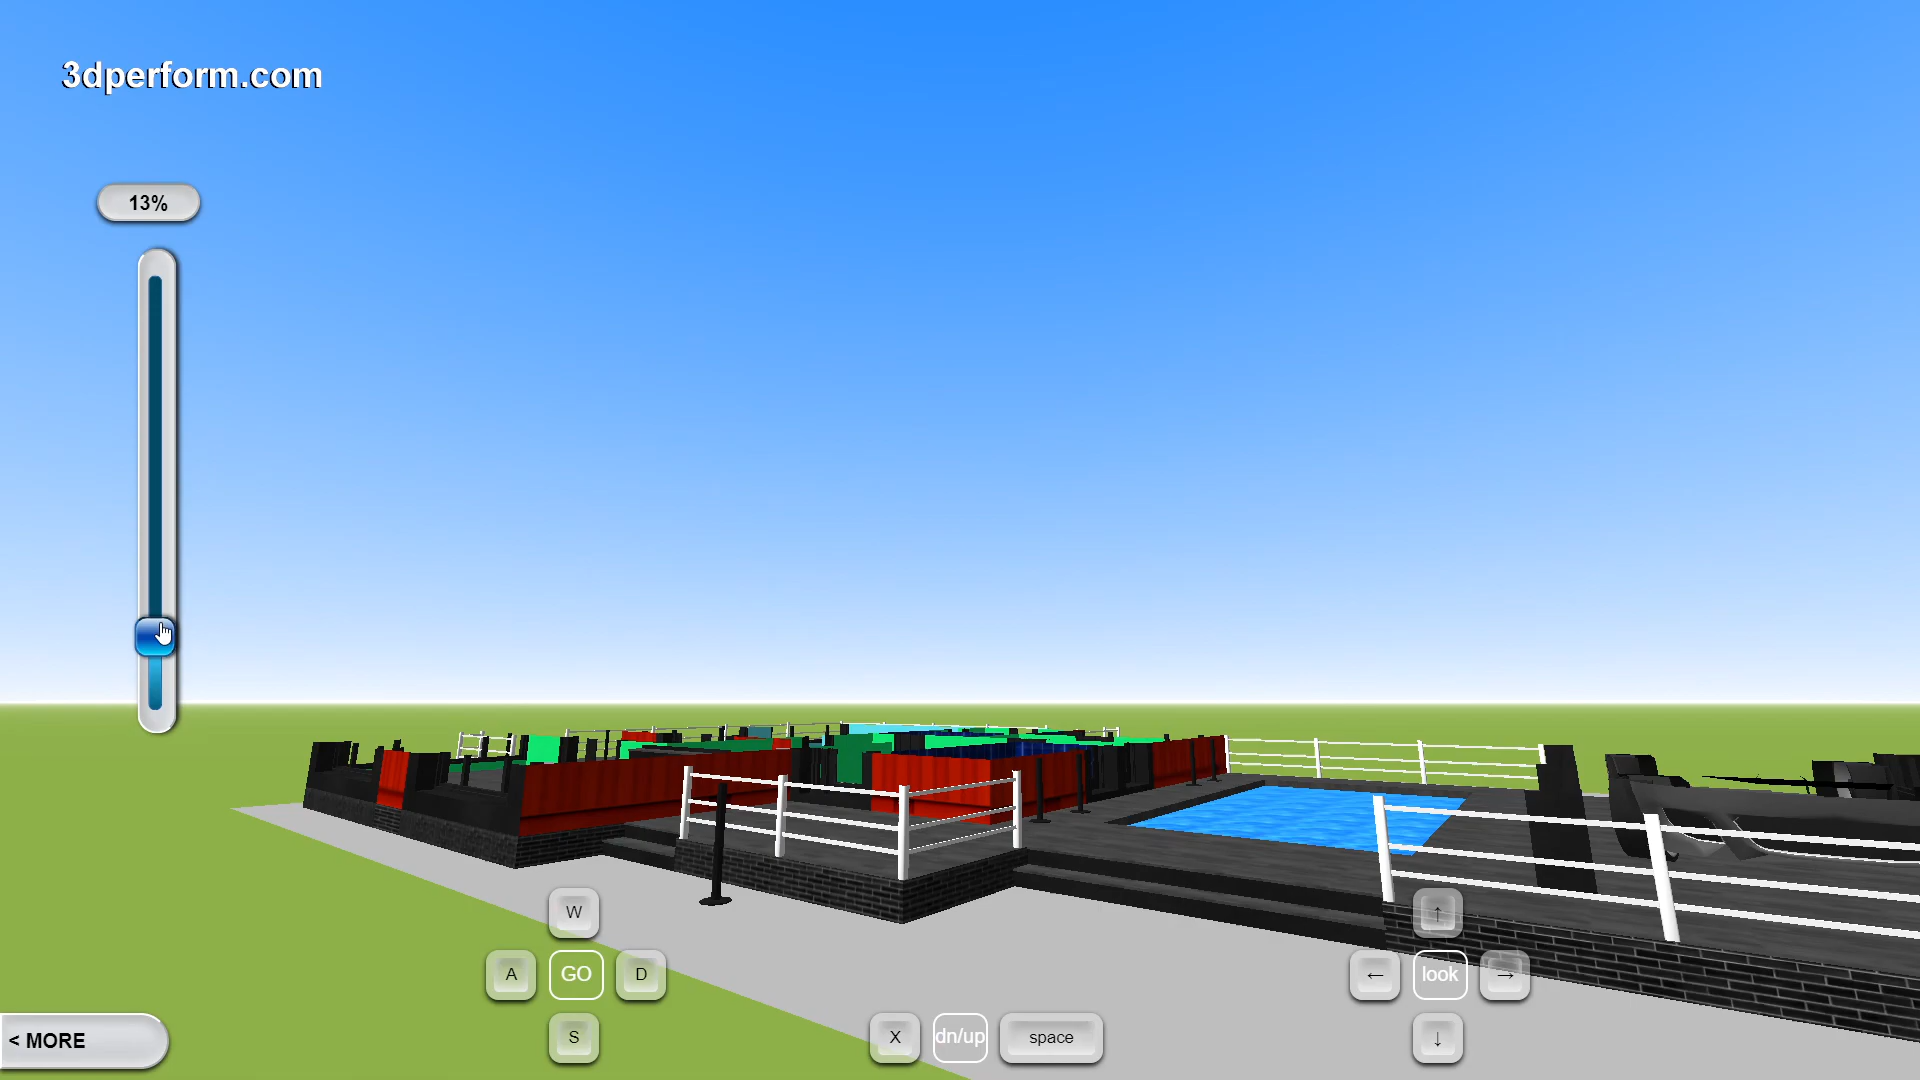 3dperform.com
13%
W
↑
A
GO
D
←
look
→
< MORE
S
X
dn/up
space
↓